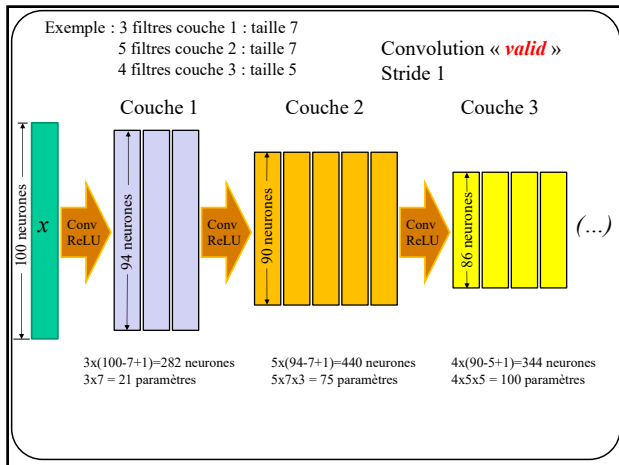 Exemple : 3 filtres couche 1 : taille 7
5 filtres couche 2 : taille 7
4 filtres couche 3 : taille 5
Convolution « valid »
Stride 1
Couche 1
Couche 2
Couche 3
100 neurones
x
Conv
ReLU
94 neurones
Conv
ReLU
90 neurones
Conv
ReLU
86 neurones
(...)
3x(100-7+1)=282 neurones
3x7 = 21 paramètres
5x(94-7+1)=440 neurones
5x7x3 = 75 paramètres
4x(90-5+1)=344 neurones
4x5x5 = 100 paramètres